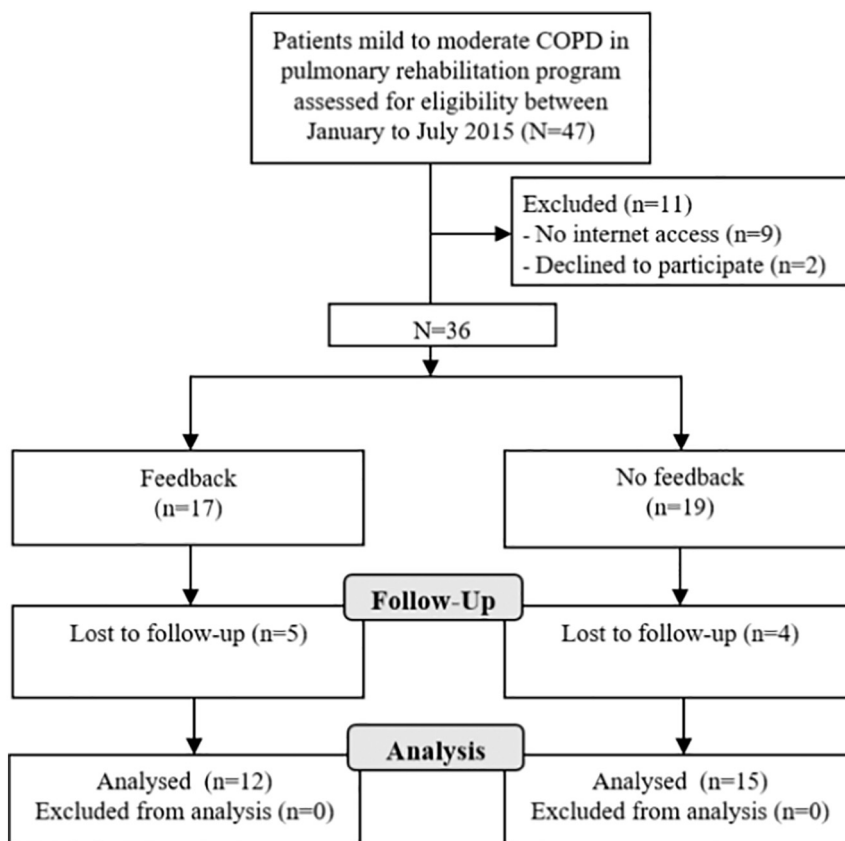 Patients mild to moderate COPD in
pulmonary rehabilitation program
assessed for eligibility between
January to July 2015 (N=47)
Excluded (n=11)
- No internet access (n=9)
- Declined to participate (n=2)
N=36
Feedback
(n=17)
No feedback
(n=19)
Follow-Up
Lost to follow-up (n=5)
Lost to follow-up (n=4)
Analysis
Analysed (n=12)
Excluded from analysis (n=0)
Analysed (n=15)
Excluded from analysis (n=0)